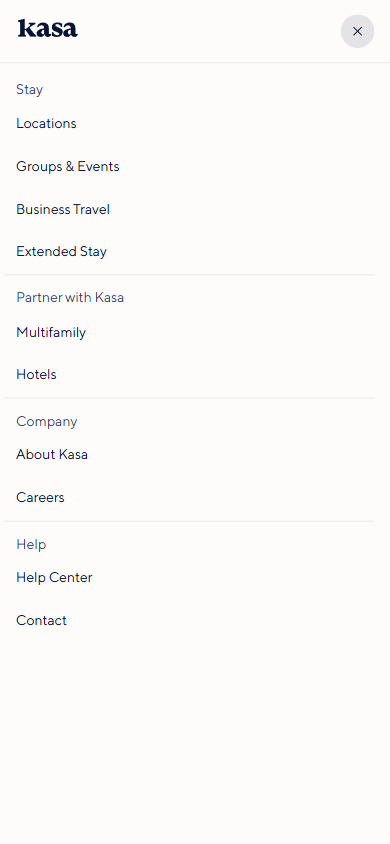 kasa
Stay
Locations
Groups & Events
Business Travel
Extended Stay
Partner with Kasa
Multifamily
Hotels
Company
About Kasa
Careers
Help
Help Center
Contact